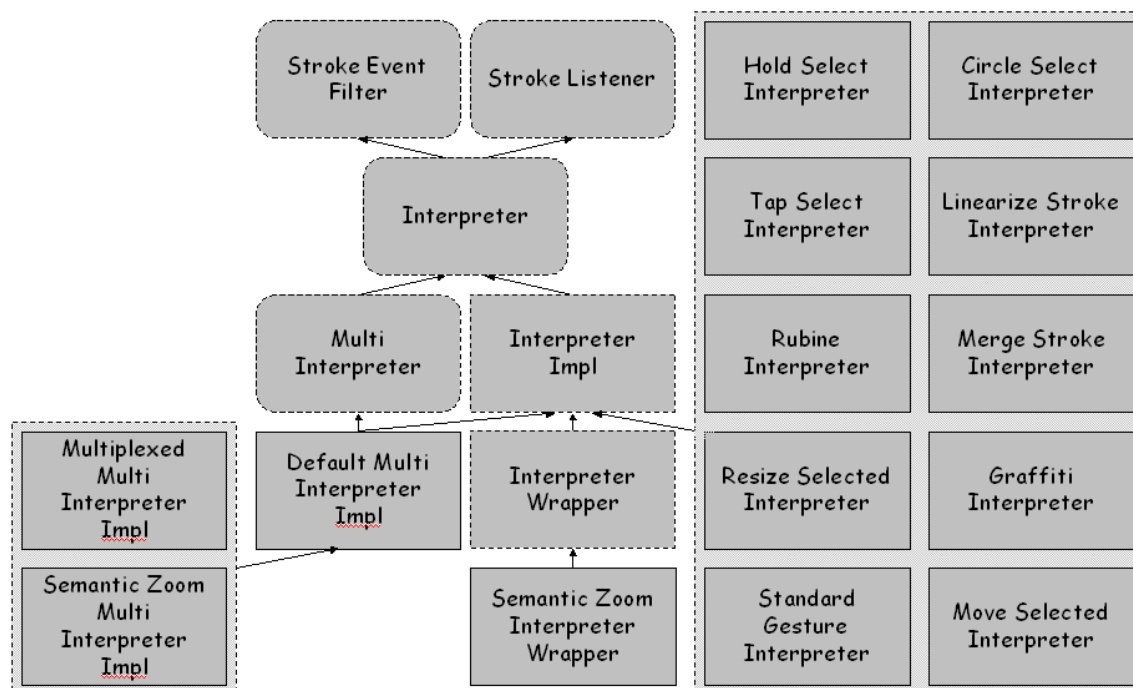 Stroke Event
Filter
Stroke Listener
Hold Select
Interpreter
Circle Select
Interpreter
Interpreter
Tap Select
Interpreter
Linearize Stroke
Interpreter
Multi
Interpreter
Interpreter
Impl
Rubine
Interpreter
Merge Stroke
Interpreter
Multiplexed
Multi
Interpreter
Impl
Default Multi
Interpreter
Impl
Interpreter
Wrapper
Resize Selected
Interpreter
Graffiti
Interpreter
Semantic Zoom
Multi
Interpreter
Impl
Semantic Zoom
Interpreter
Wrapper
Standard
Gesture
Interpreter
Move Selected
Interpreter